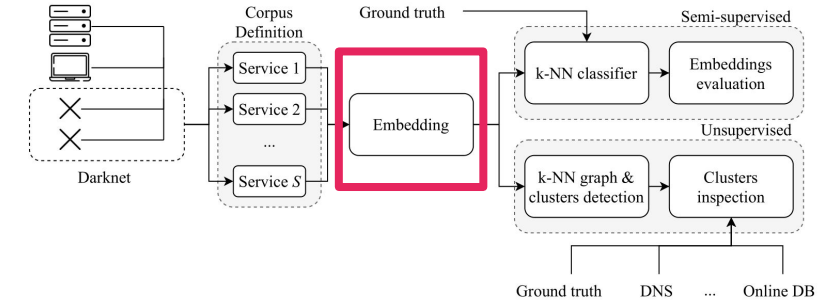 Corpus
Definition
Ground truth
Semi-supervised
Service 1
Service 2
...
Service S
Embedding
k-NN classifier
Embeddings
evaluation
Unsupervised
Darknet
k-NN graph &
clusters detection
Clusters
inspection
Ground truth
DNS
...
Online DB